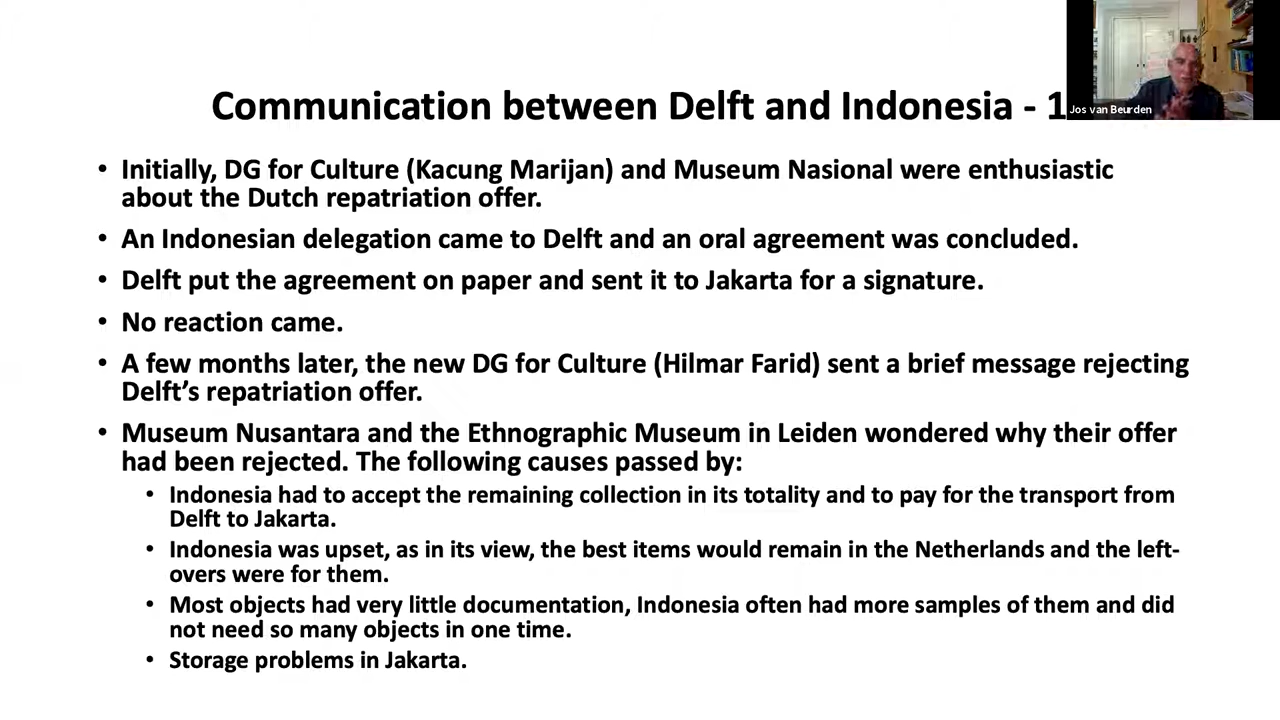 Communication between Delft and Indonesia - 1
Jos van Beurden
• Initially, DG for Culture (Kacung Marijan) and Museum Nasional were enthusiastic
about the Dutch repatriation offer.
• An Indonesian delegation came to Delft and an oral agreement was concluded.
• Delft put the agreement on paper and sent it to Jakarta for a signature.
• No reaction came.
• A few months later, the new DG for Culture (Hilmar Farid) sent a brief message rejecting
Delft’s repatriation offer.
• Museum Nusantara and the Ethnographic Museum in Leiden wondered why their offer
had been rejected. The following causes passed by:
• Indonesia had to accept the remaining collection in its totality and to pay for the transport from
Delft to Jakarta.
• Indonesia was upset, as in its view, the best items would remain in the Netherlands and the left-
overs were for them.
• Most objects had very little documentation, Indonesia often had more samples of them and did
not need so many objects in one time.
• Storage problems in Jakarta.